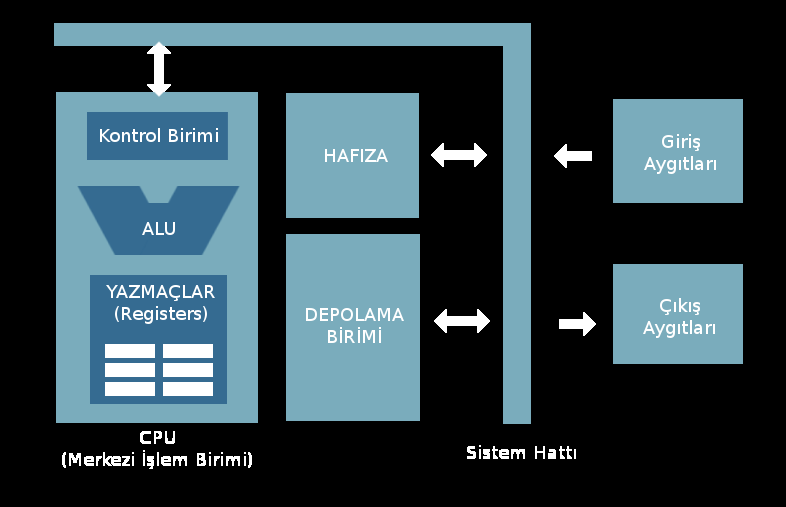 Kontrol Birimi
ALU
YAZMAÇLAR
(Registers)
CPU
(Merkezi İşlem Birimi)
HAFIZA
DEPOLAMA
BİRİMİ
Sistem Hattı
Giriş
Aygıtları
Çıkış
Aygıtları